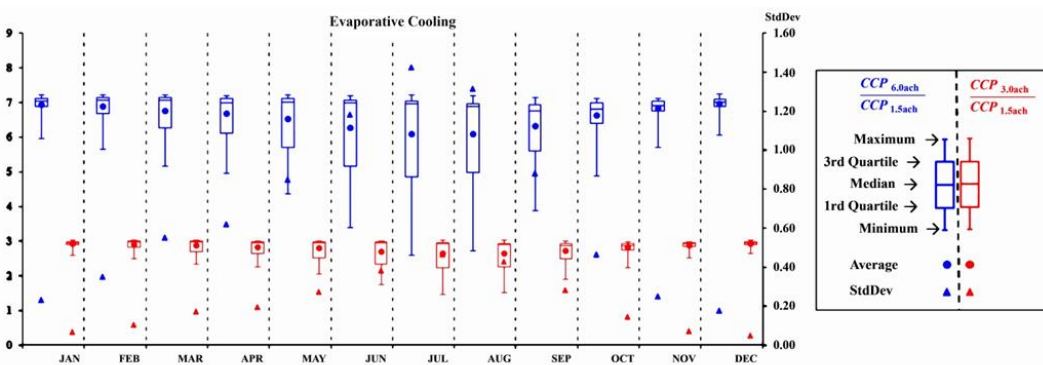 Evaporative Cooling
StdDev
9
8
7
6
5
4
3
2
1
0
1.60
1.40
1.20
1.00
0.80
0.60
0.40
0.20
0.00
JAN FEB MAR APR MAY JUN JUL AUG SEP OCT NOV DEC
CCP 6.0ach
CCP 1.5ach
CCP 3.0ach
CCP 1.5ach
Maximum →
3rd Quartile →
Median →
1rd Quartile →
Minimum →
Average
StdDev